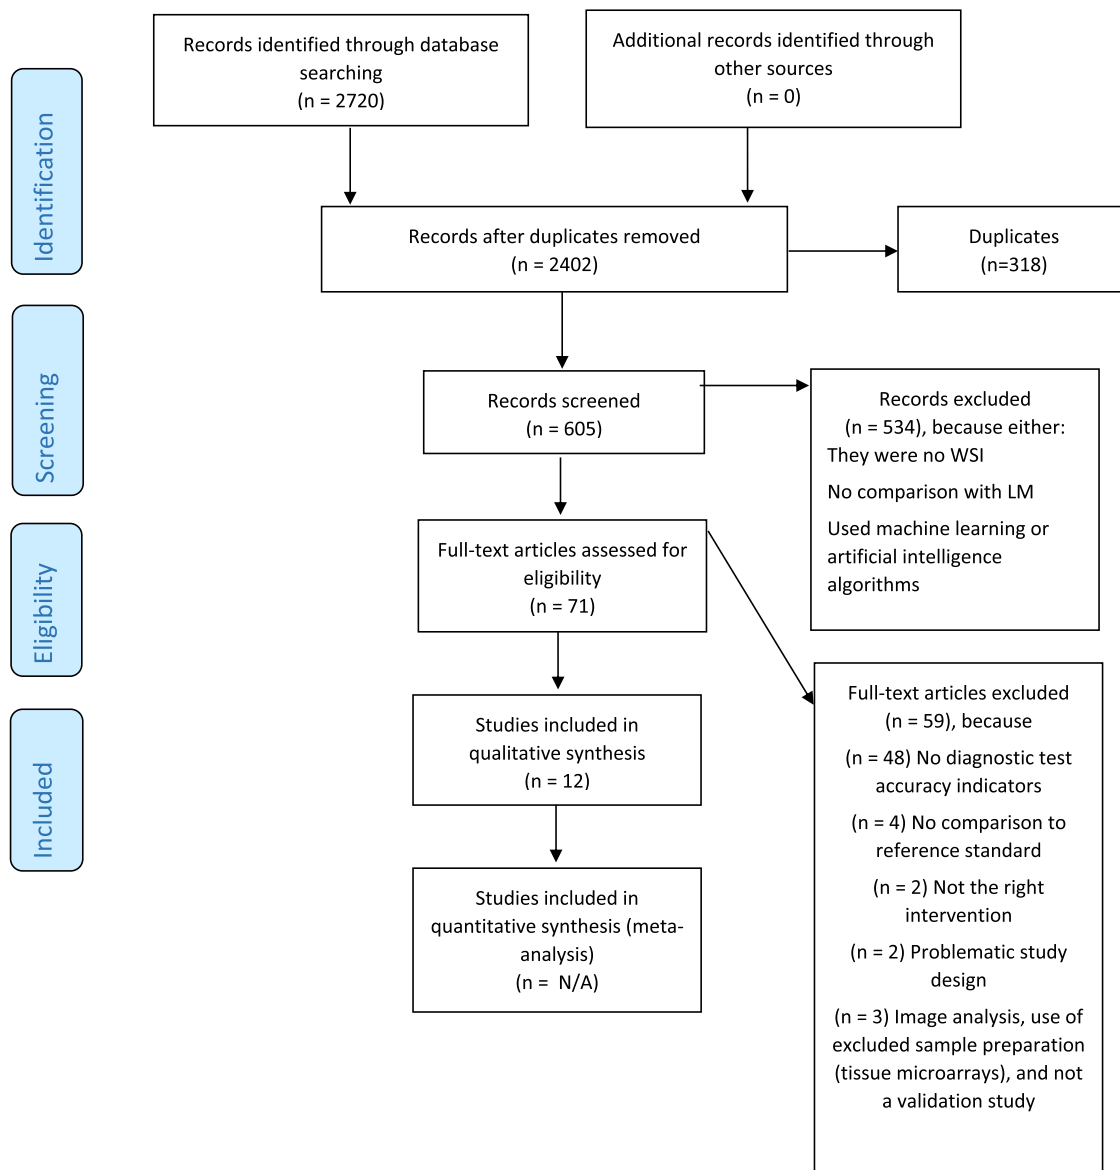 Records identified through database
searching
(n = 2720)
Additional records identified through
other sources
(n = 0)
Identification
Records after duplicates removed
(n = 2402)
Duplicates
(n=318)
Screening
Records screened
(n = 605)
Records excluded
(n = 534), because either:
They were no WSI
No comparison with LM
Used machine learning or
artificial intelligence
algorithms
Eligibility
Full-text articles assessed for
eligibility
(n = 71)
Full-text articles excluded
(n = 59), because
(n = 48) No diagnostic test
accuracy indicators
(n = 4) No comparison to
reference standard
(n = 2) Not the right
intervention
(n = 2) Problematic study
design
(n = 3) Image analysis, use of
excluded sample preparation
(tissue microarrays), and not
a validation study
Included
Studies included in
qualitative synthesis
(n = 12)
Studies included in
quantitative synthesis (meta-
analysis)
(n =  N/A)